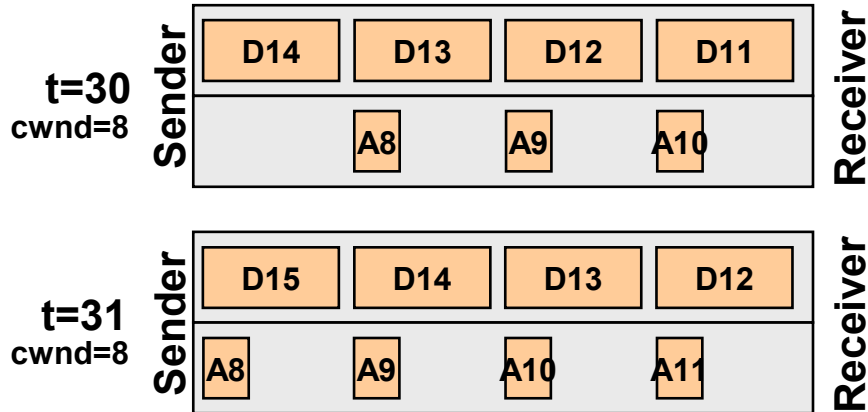 t=30
cwnd=8
Sender
D14 D13 D12 D11
A8 A9 A10
Receiver
t=31
cwnd=8
Sender
D15 D14 D13 D12
A8 A9 A10 A11
Receiver